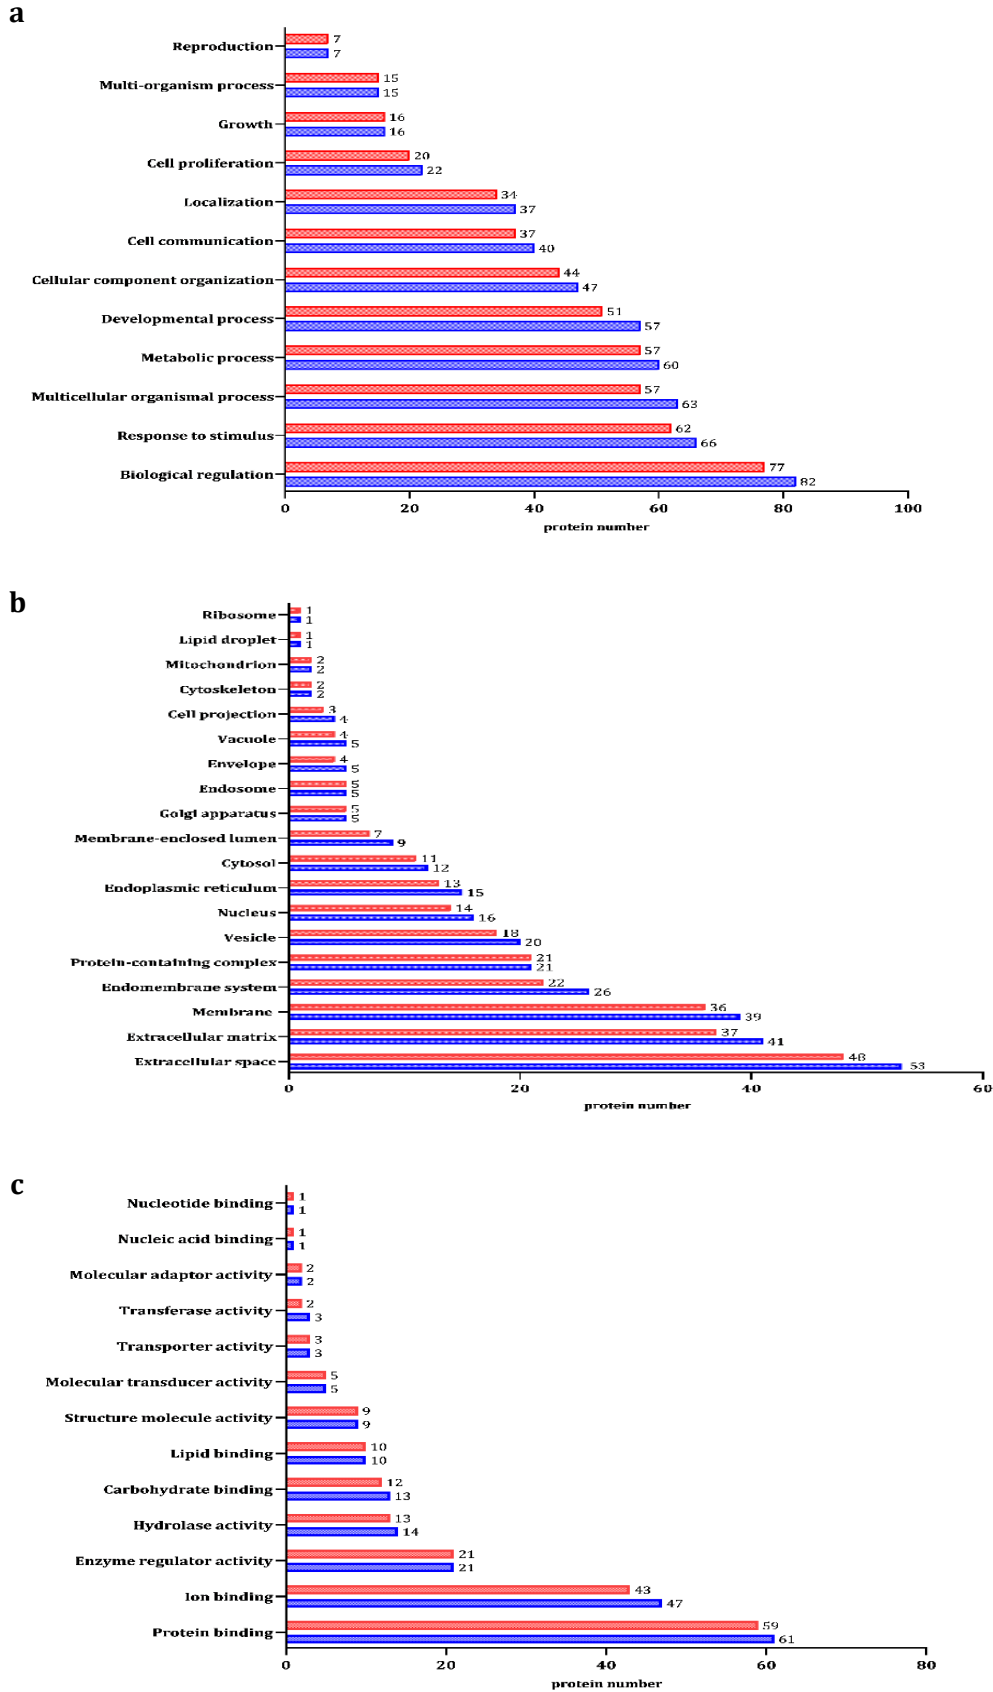 a
Reproduction 7
7
Multi-organism process 15
15
Growth 16
16
Cell proliferation 20
22
Localization 34
37
Cell communication 37
40
Cellular component organization 44
47
Developmental process 51
57
Metabolic process 57
60
Multicellular organismal process 57
63
Response to stimulus 62
66
Biological regulation 77
82
0 20 40 60 80 100
protein number
b
Ribosome 1
1
Lipid droplet 1
1
Mitochondrion 2
2
Cytoskeleton 2
2
Cell projection 3
4
Vacuole 4
5
Envelope 4
5
Endosome 5
5
Golgi apparatus 5
5
Membrane-enclosed lumen 7
9
Cytosol 11
12
Endoplasmic reticulum 13
15
Nucleus 14
16
Vesicle 18
20
Protein-containing complex 21
21
Endomembrane system 22
26
Membrane 36
39
Extracellular matrix 37
41
Extracellular space 48
53
0 20 40 60
protein number
c
Nucleotide binding 1
1
Nucleic acid binding 1
1
Molecular adaptor activity 2
2
Transferase activity 2
3
Transporter activity 3
3
Molecular transducer activity 5
5
Structure molecule activity 9
9
Lipid binding 10
10
Carbohydrate binding 12
13
Hydrolase activity 13
14
Enzyme regulator activity 21
21
Ion binding 43
47
Protein binding 59
61
0 20 40 60 80
protein number